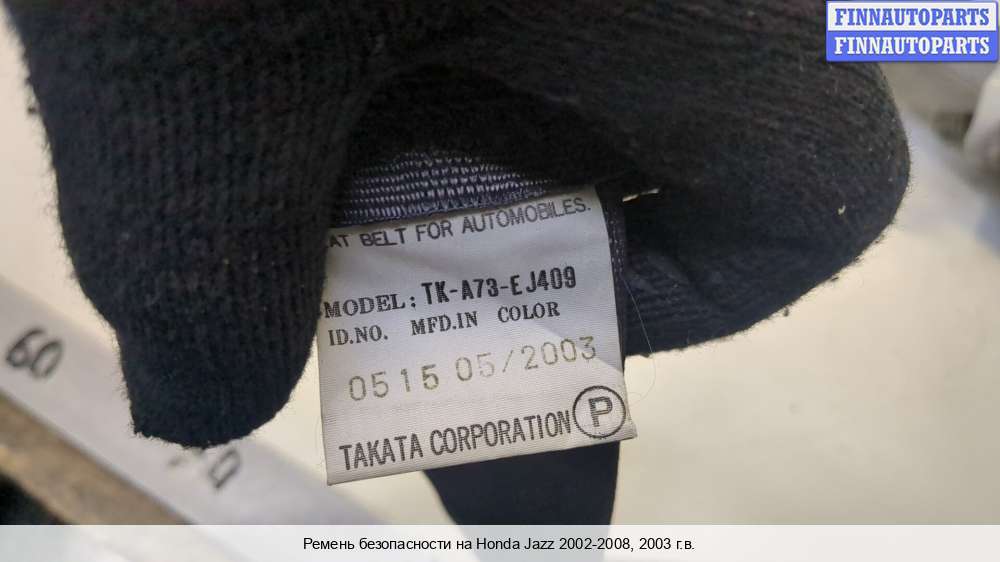 FINNAUTOPARTS
FINNAUTOPARTS
AT BELT FOR AUTOMOBILES.
MODEL: TK-A73-EJ409
ID.NO. MFD.IN COLOR
0515 05/2003
TAKATA CORPORATION P
60
Ремень безопасности на Honda Jazz 2002-2008, 2003 г.в.